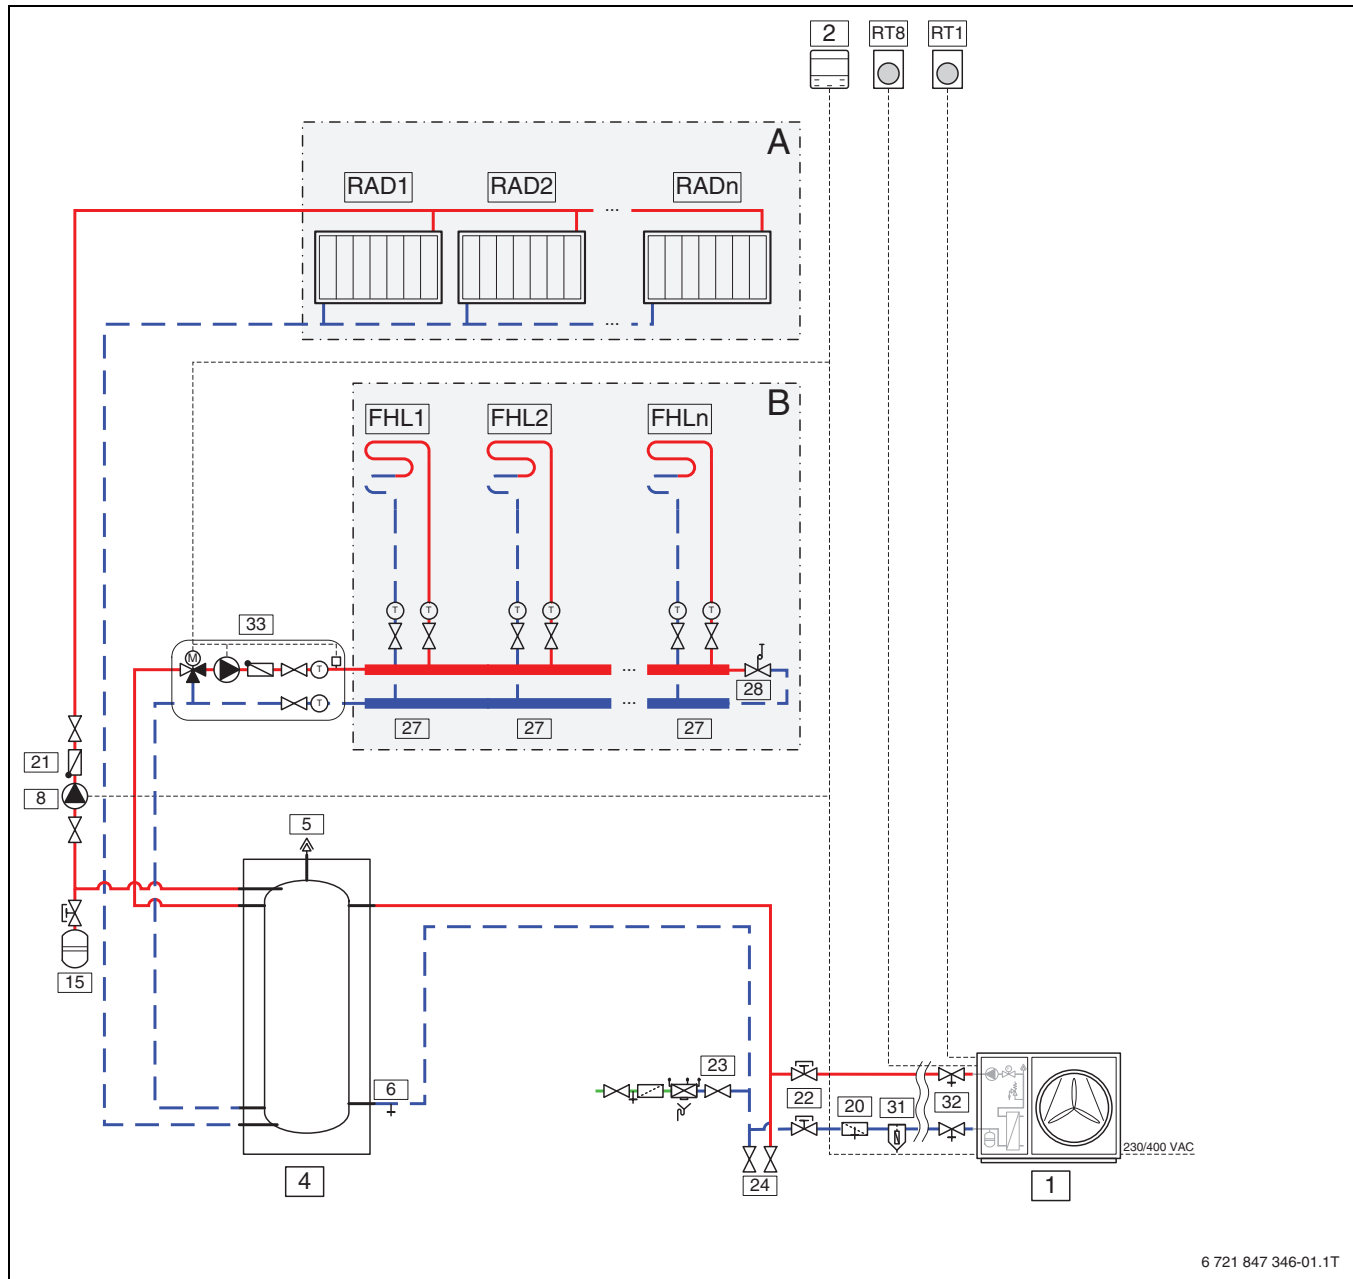 2
RT8
RT1
A
RAD1
RAD2
RADn
...
...
B
FHL1
FHL2
FHLn
T
T
T
T
T
T
33
M
T
T
...
...
28
27
27
27
21
8
5
15
6
23
22
20
31
32
24
4
1
230/400 VAC
6 721 847 346-01.1T